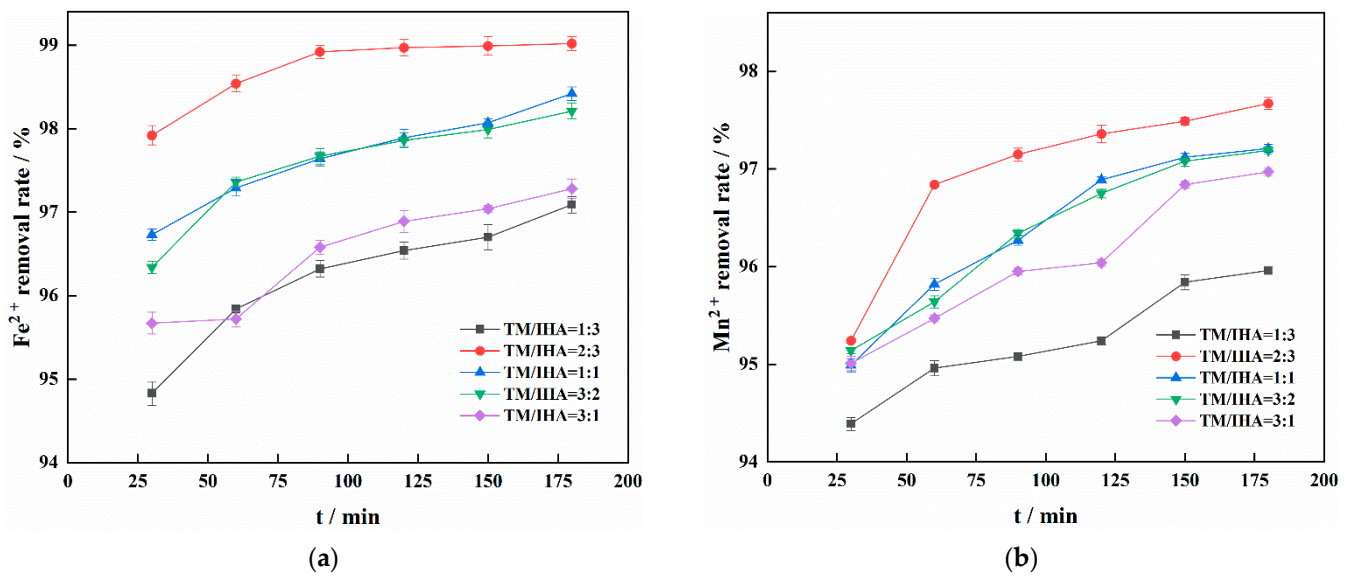 99
98
97
96
95
94
0
25
50
75
100
125
150
175
200
Fe²⁺ removal rate / %
t / min
TM/IHA=1:3
TM/IHA=2:3
TM/IHA=1:1
TM/IIIA=3:2
TM/IHA=3:1
(a)
98
97
96
95
94
0
25
50
75
100
125
150
175
200
Mn²⁺ removal rate / %
t / min
TM/IHA=1:3
TM/IIIA=2:3
TM/IHA=1:1
TM/IHA=3:2
TM/IHA=3:1
(b)